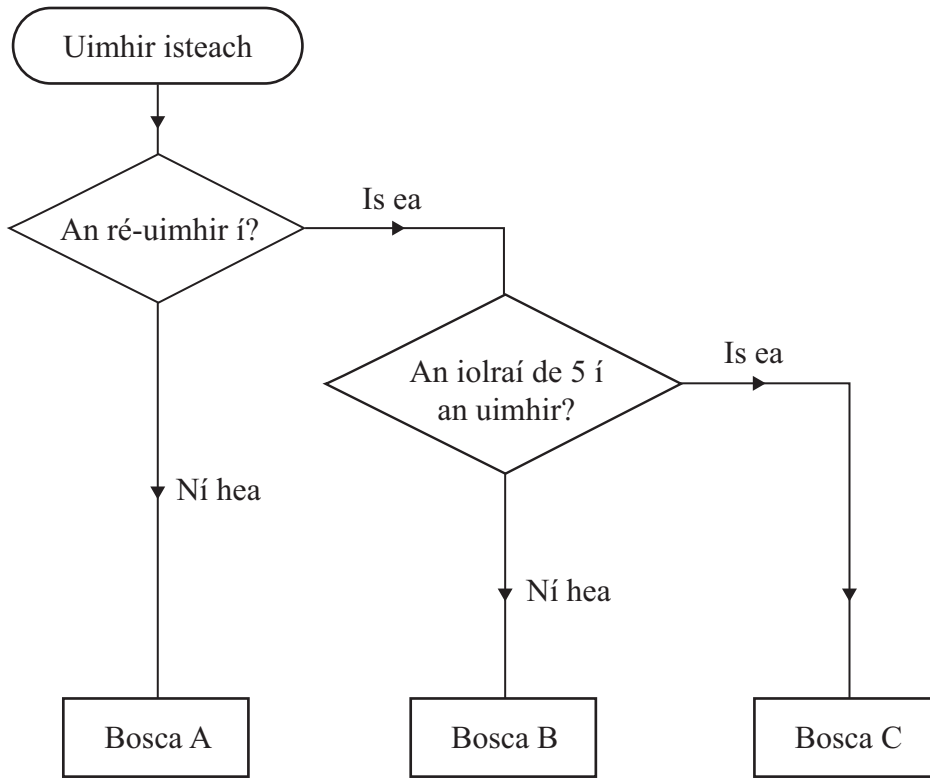 Uimhir isteach
An ré-uimhir í?
Is ea
An iolraí de 5 í
an uimhir?
Is ea
Ní hea
Ní hea
Bosca A
Bosca B
Bosca C